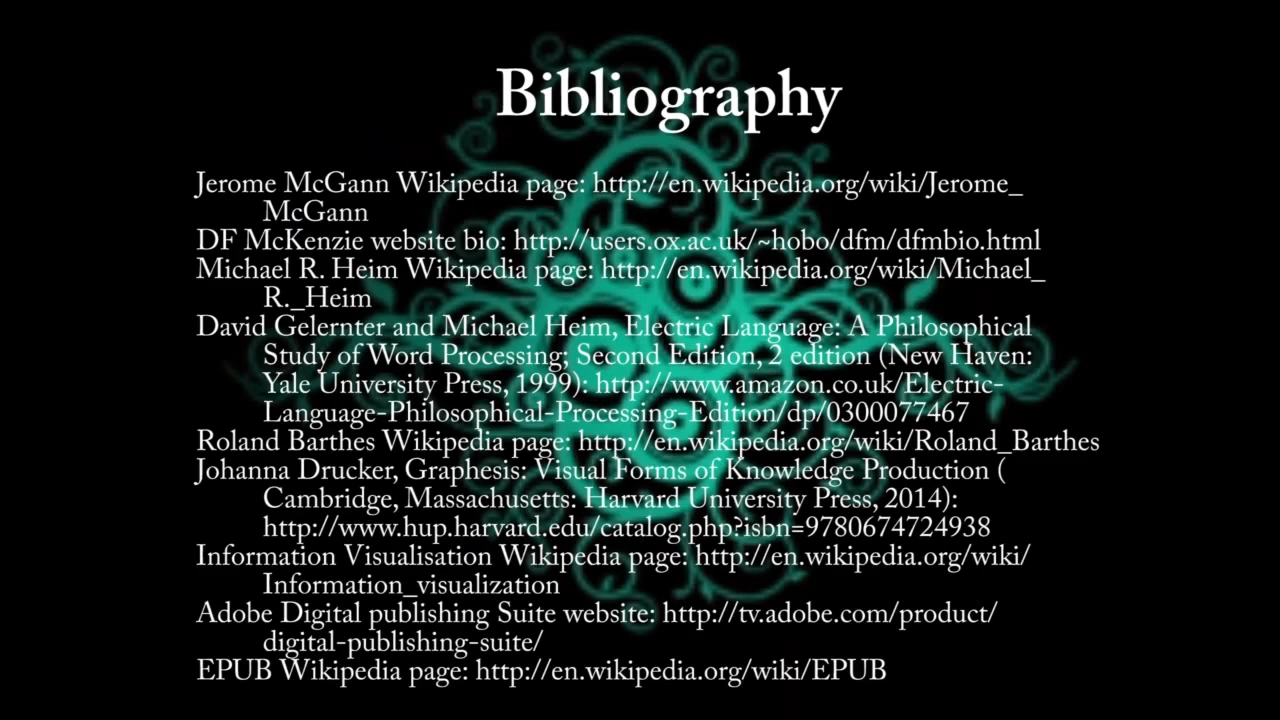 Bibliography
Jerome McGann Wikipedia page: http://en.wikipedia.org/wiki/Jerome_
McGann
DF McKenzie website bio: http://users.ox.ac.uk/~hobo/dfm/dfmbio.html
Michael R. Heim Wikipedia page: http://en.wikipedia.org/wiki/Michael_
R._Heim
David Gelernter and Michael Heim, Electric Language: A Philosophical
Study of Word Processing; Second Edition, 2 edition (New Haven:
Yale University Press, 1999): http://www.amazon.co.uk/Electric-
Language-Philosophical-Processing-Edition/dp/0300077467
Roland Barthes Wikipedia page: http://en.wikipedia.org/wiki/Roland_Barthes
Johanna Drucker, Graphesis: Visual Forms of Knowledge Production (
Cambridge, Massachusetts: Harvard University Press, 2014):
http://www.hup.harvard.edu/catalog.php?isbn=9780674724938
Information Visualisation Wikipedia page: http://en.wikipedia.org/wiki/
Information_visualization
Adobe Digital publishing Suite website: http://tv.adobe.com/product/
digital-publishing-suite/
EPUB Wikipedia page: http://en.wikipedia.org/wiki/EPUB